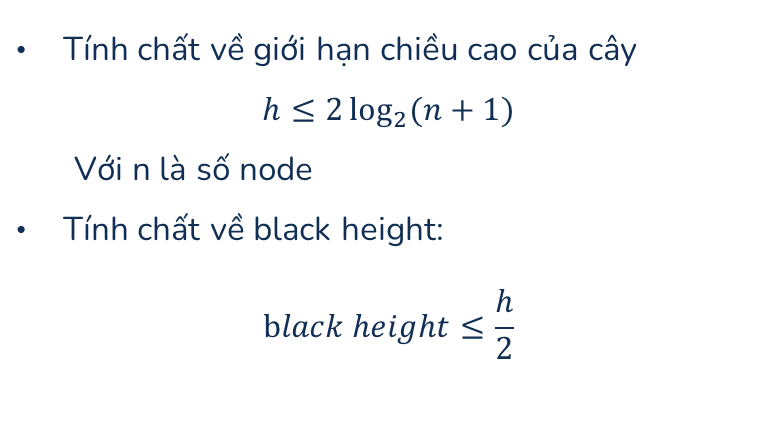 • Tính chất về giới hạn chiều cao của cây
h ≤ 2 log₂(n + 1)
Với n là số node
• Tính chất về black height:
black height ≤ h/2